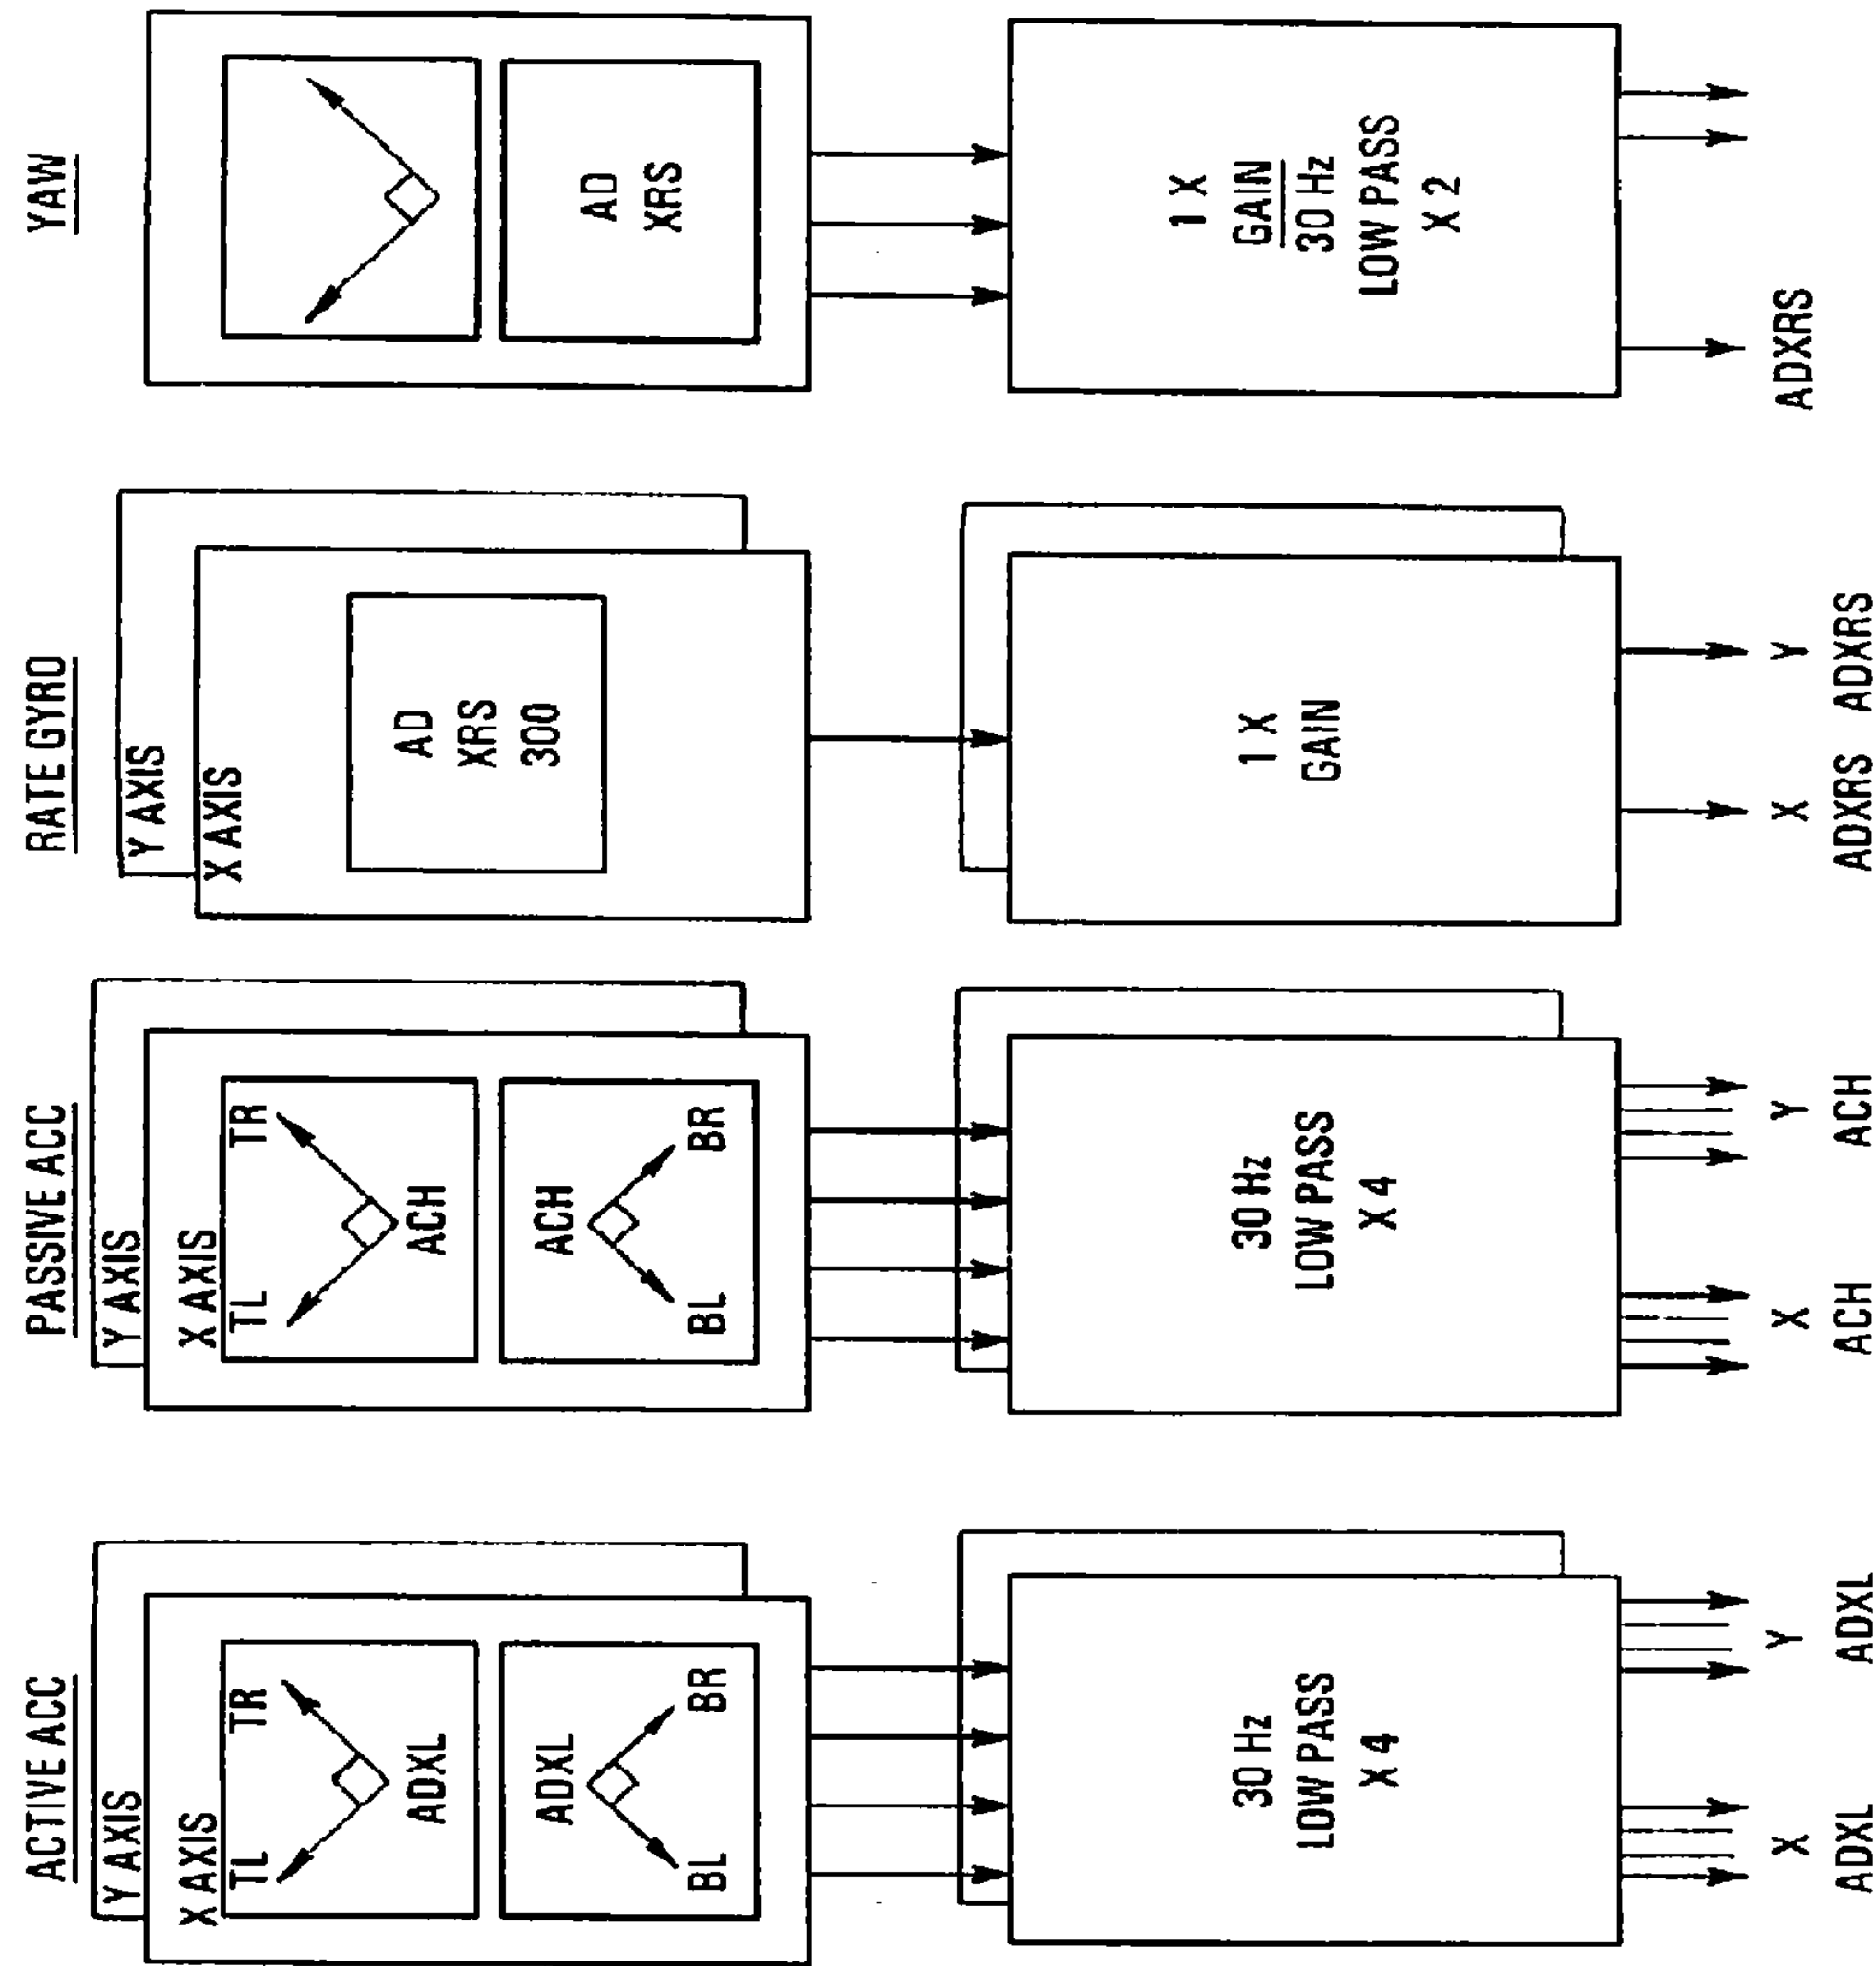 ACTIVE ACC
Y AXIS
X AXIS
TL
TR
ADXL
ADXL
BL
BR
30 Hz
LOW PASS
X 4
X
ADXL
Y
ADXL
PASSIVE ACC
Y AXIS
X AXIS
TL
TR
ACH
ACH
BL
BR
30 Hz
LOW PASS
X 4
X
ACH
Y
ACH
RATE GYRO
Y AXIS
X AXIS
AD
XRS
300
1 X
GAIN
X
ADXRS
Y
ADXRS
YAW
AD
XRS
1 X
GAIN
30 Hz
LOW PASS
X 2
ADXRS